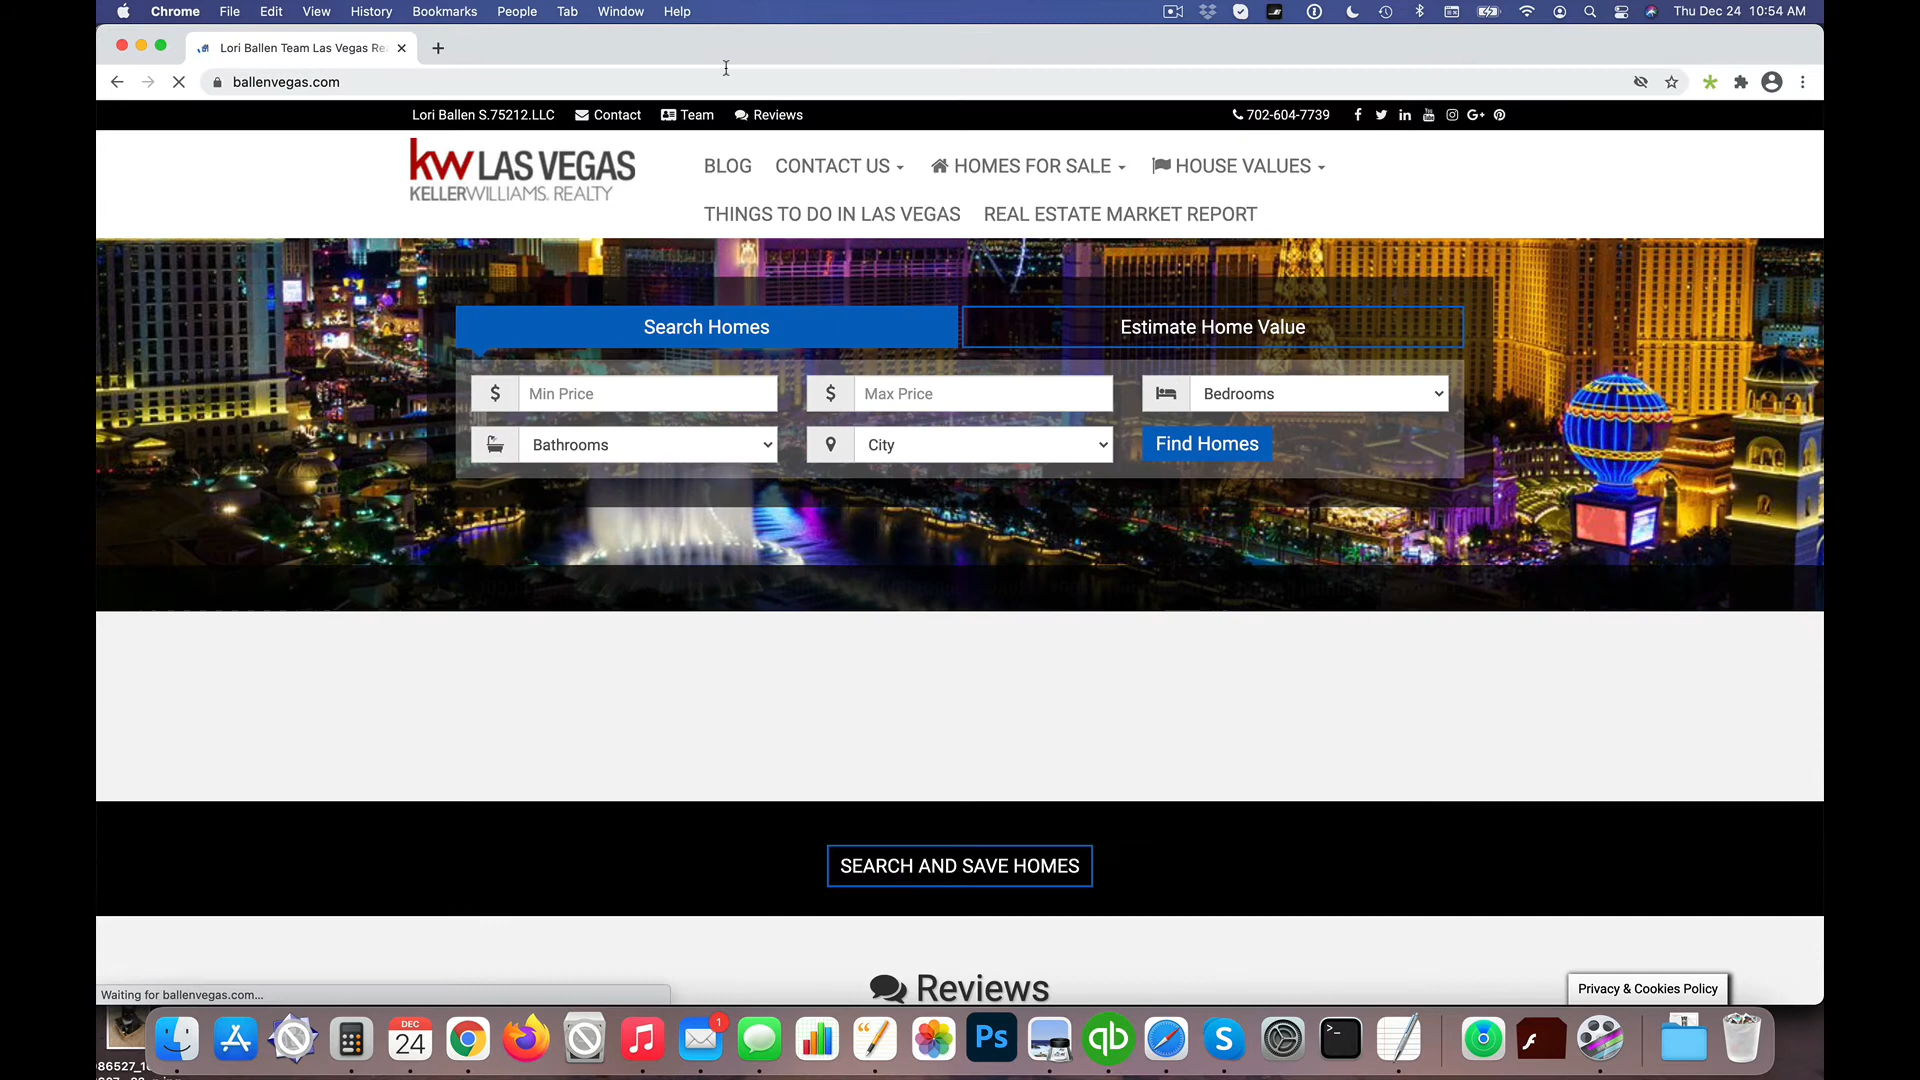 Chrome File Edit View History Bookmarks People Tab Window Help Thu Dec 24 10:54 AM
Lori Ballen Team Las Vegas Re
ballenvegas.com
Lori Ballen S.75212.LLC Contact Team Reviews 702-604-7739
kw LAS VEGAS
KELLERWILLIAMS. REALTY
BLOG CONTACT US HOMES FOR SALE HOUSE VALUES
THINGS TO DO IN LAS VEGAS REAL ESTATE MARKET REPORT
Search Homes Estimate Home Value
$ Min Price $ Max Price Bedrooms
Bathrooms City Find Homes
SEARCH AND SAVE HOMES
Reviews
Waiting for ballenvegas.com...
Privacy & Cookies Policy
DEC
24
1
Ps
qb